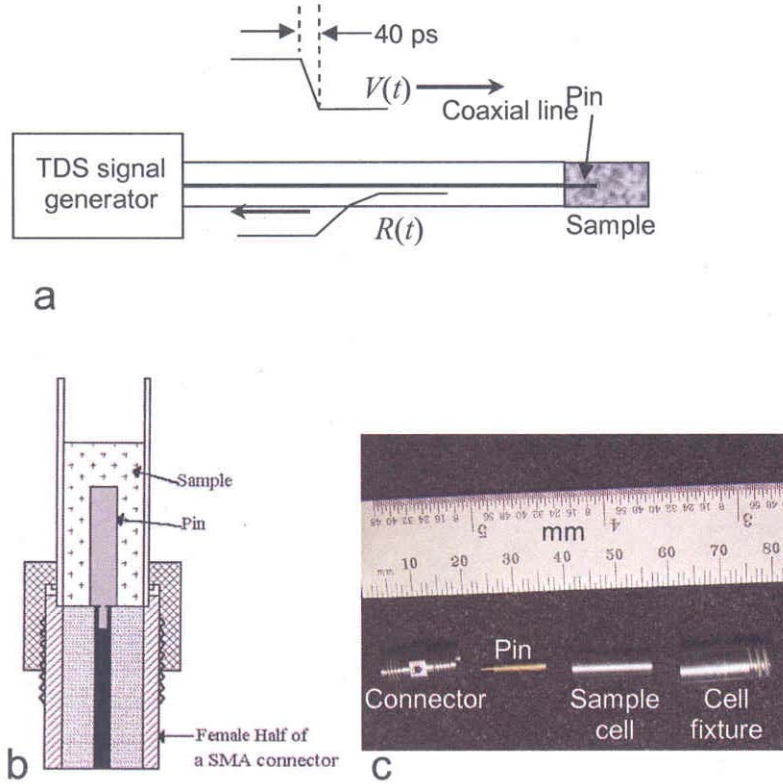 40 ps
V(t)
Pin
Coaxial line
TDS signal
generator
R(t)
Sample
a
Sample
Pin
Female Half of
a SMA connector
b
mm
10 20 30 40 50 60 70 80
Pin
Connector
Sample
cell
Cell
fixture
c